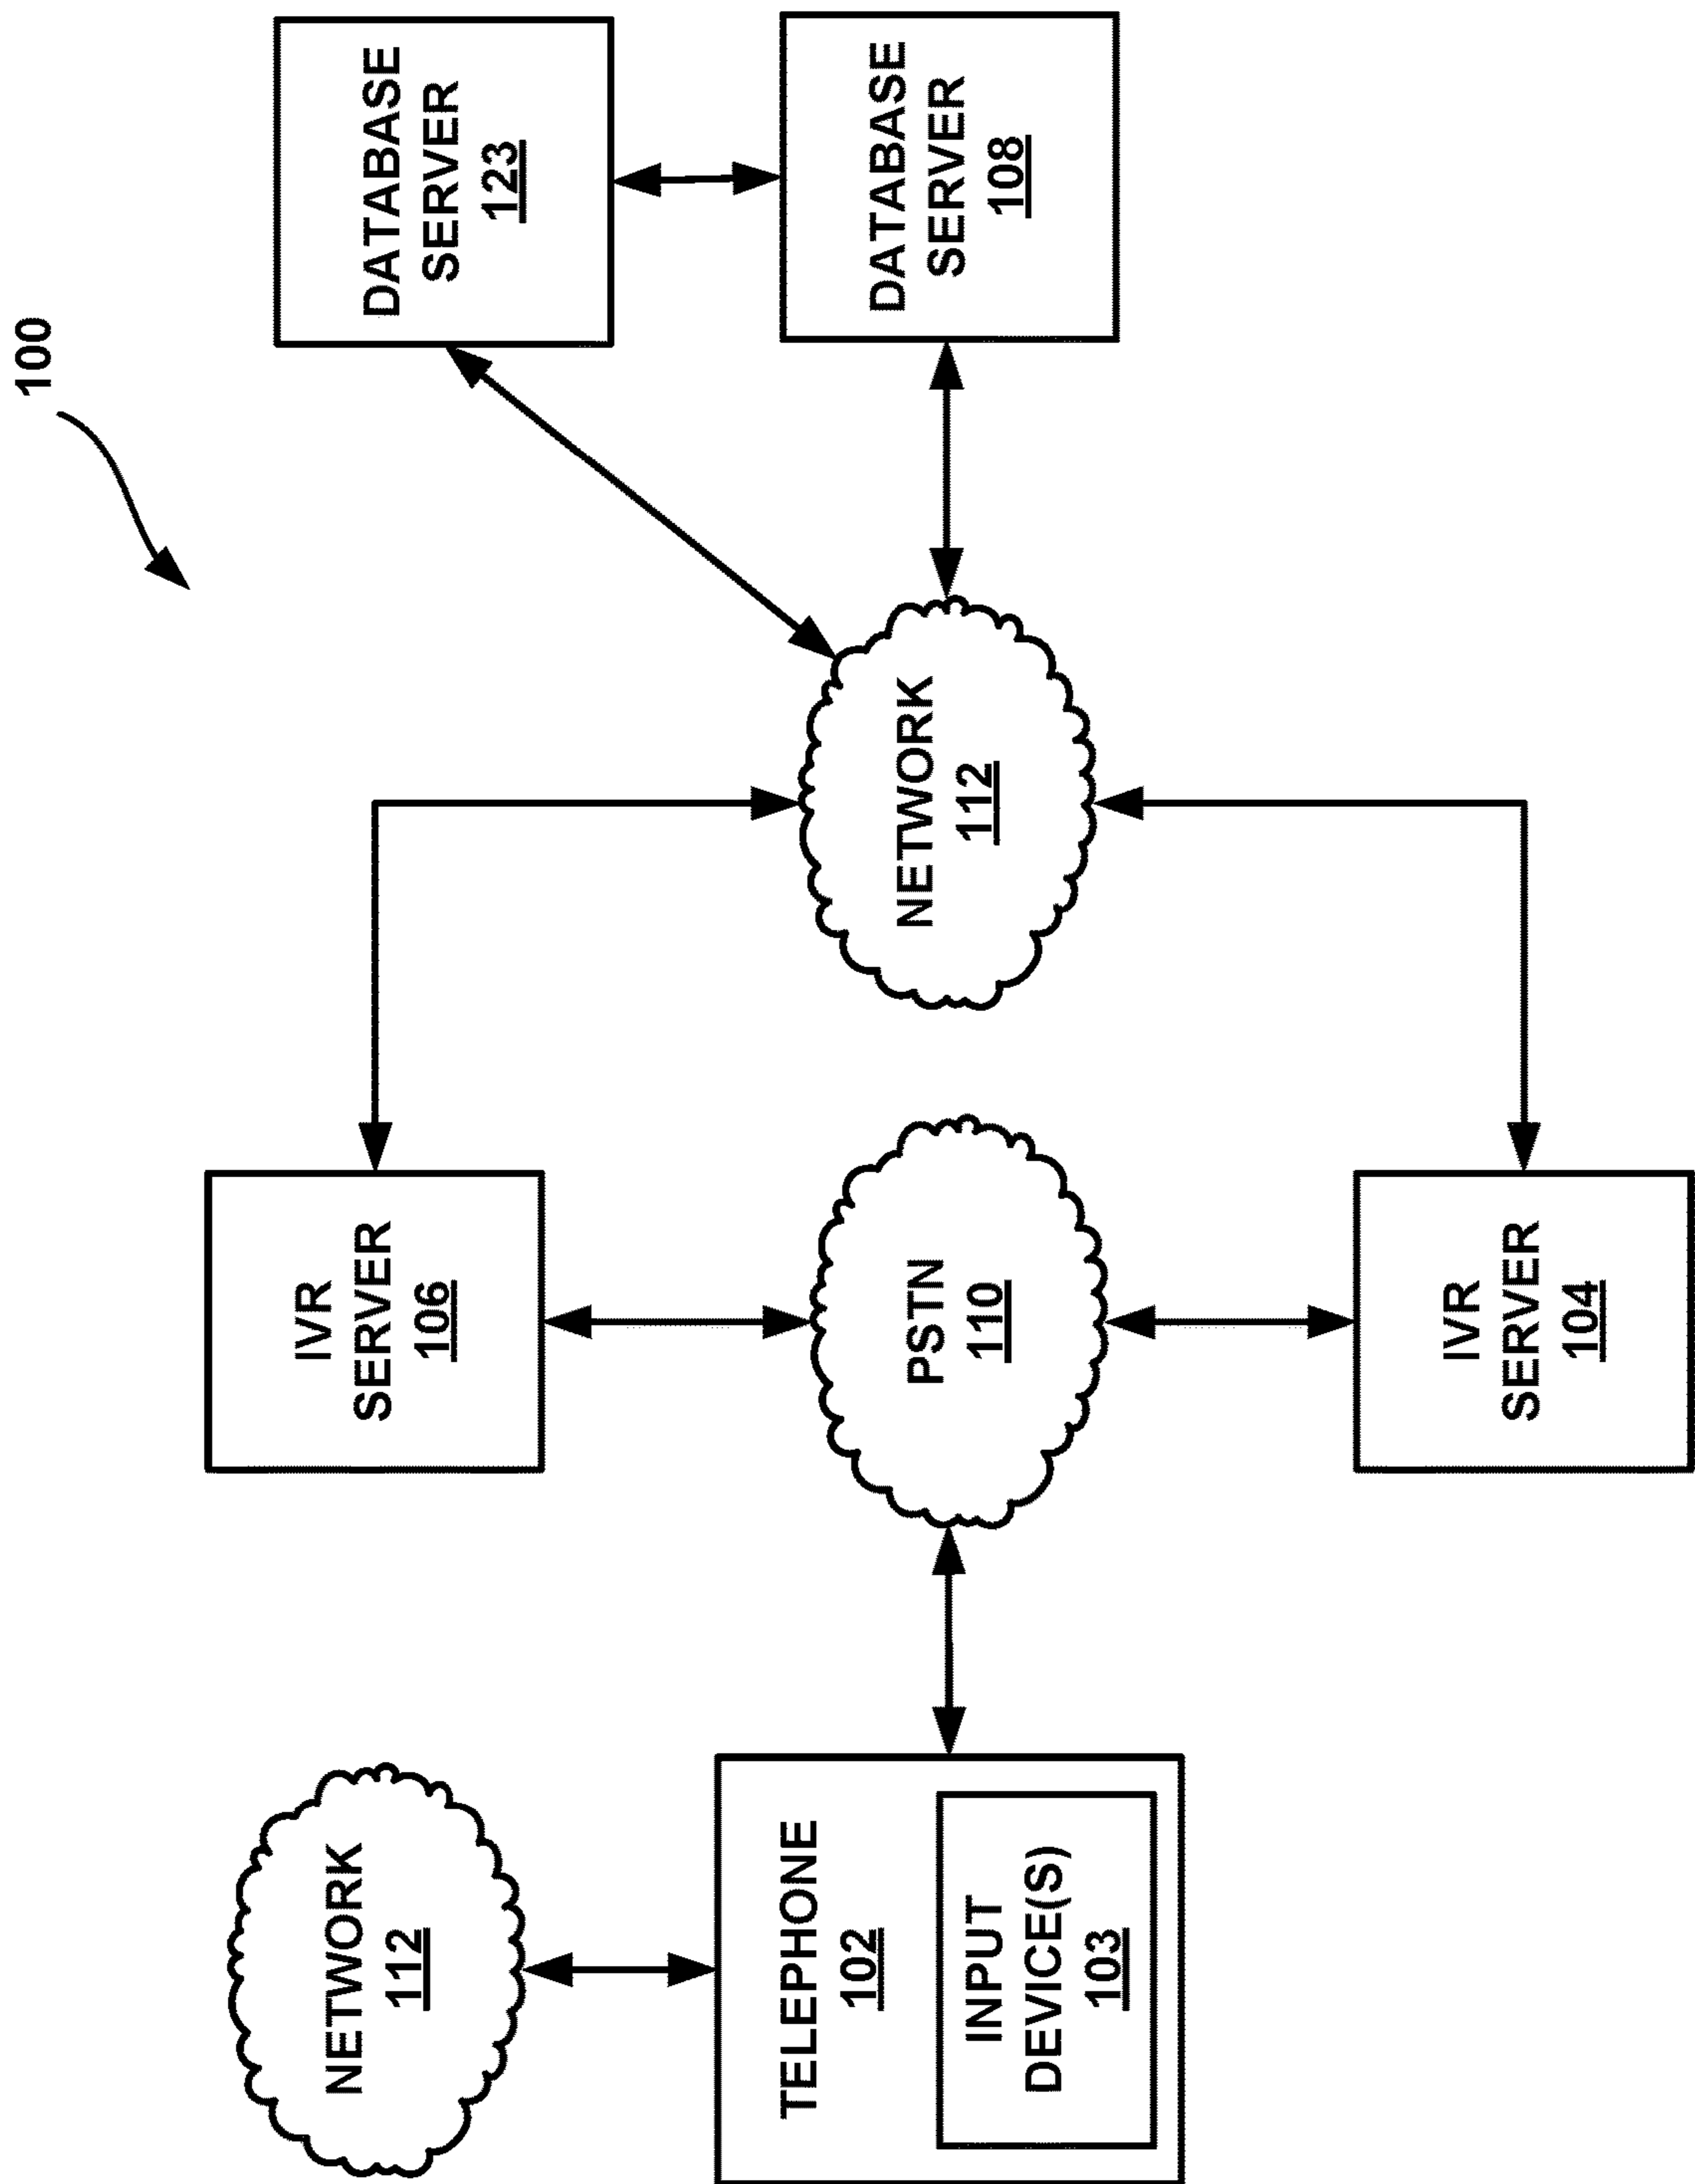 100
NETWORK
112
TELEPHONE
102
INPUT
DEVICE(S)
103
IVR
SERVER
106
PSTN
110
IVR
SERVER
104
NETWORK
112
DATABASE
SERVER
123
DATABASE
SERVER
108